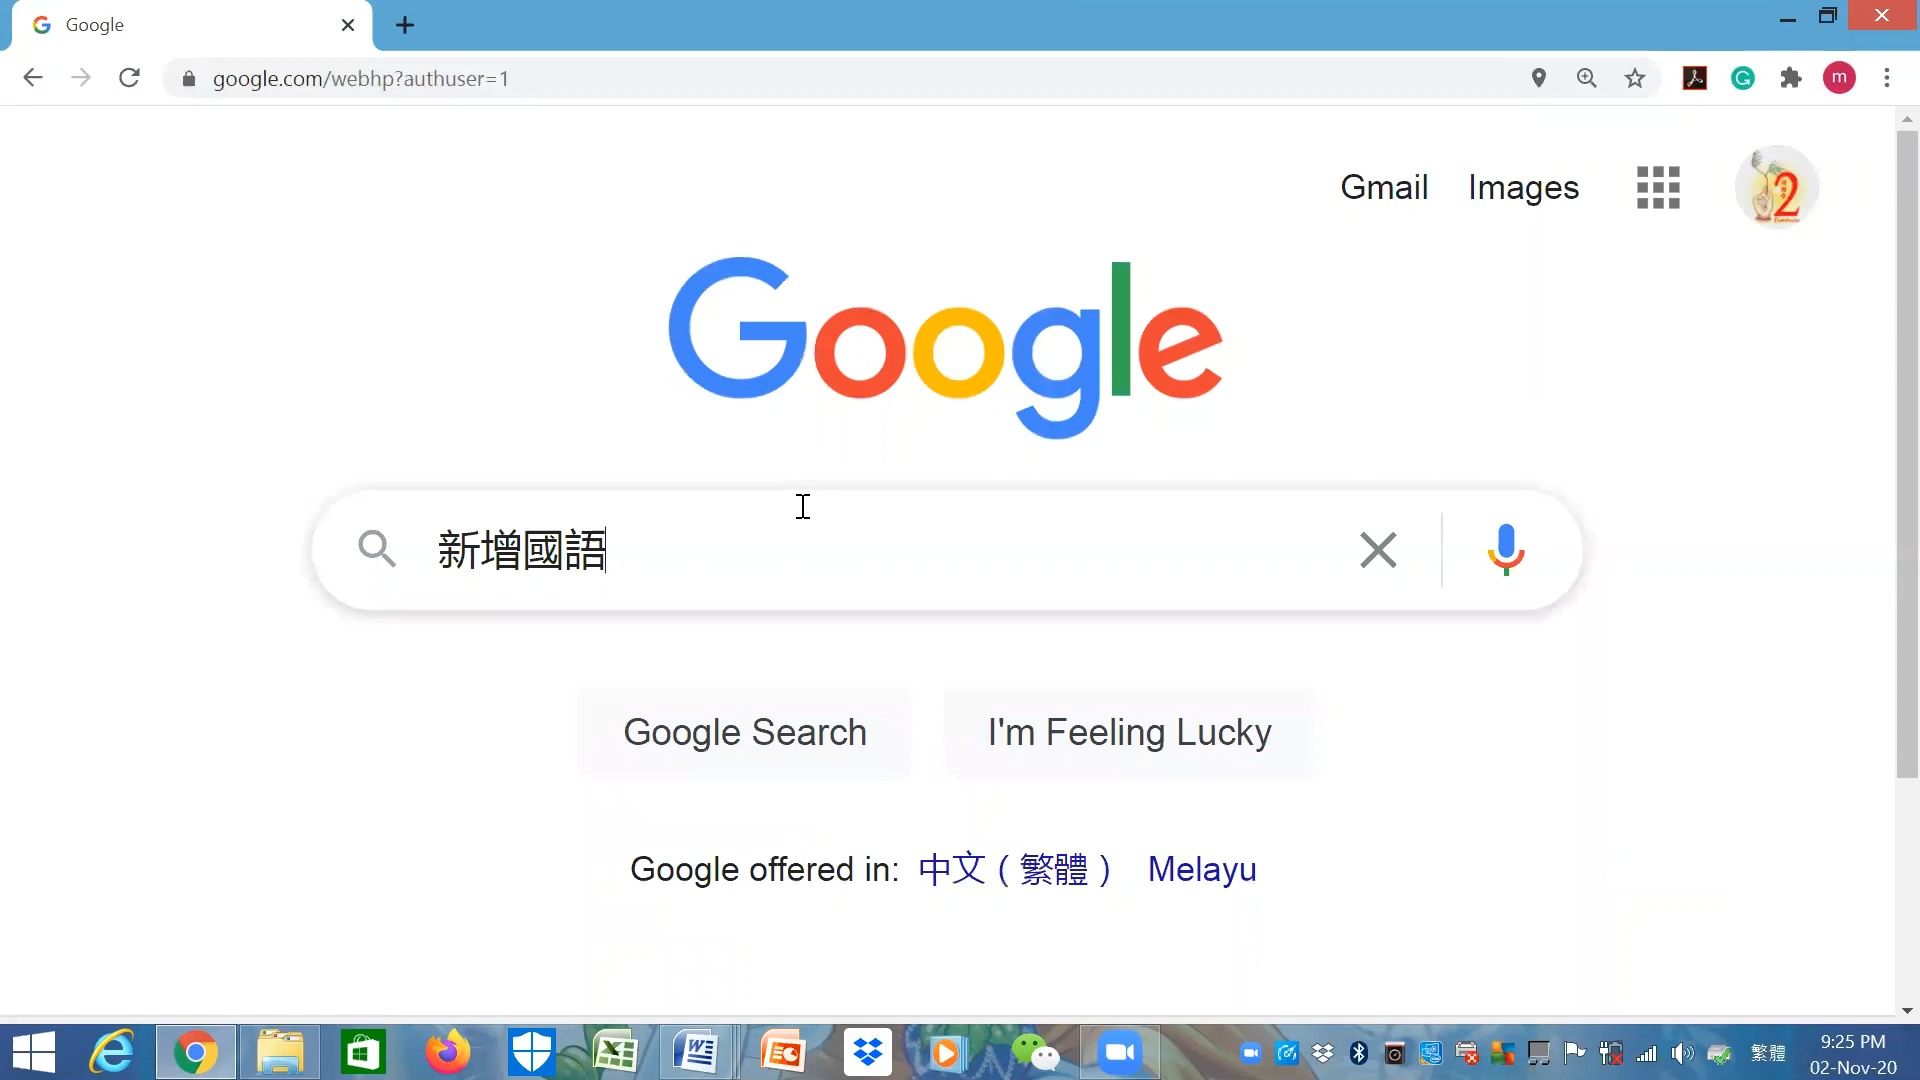 Google
google.com/webhp?authuser=1
m
Gmail Images
2
Google
新增國語
Google Search I'm Feeling Lucky
Google offered in: 中文 ( 繁體 ) Melayu
繁體
9:25 PM
02-Nov-20